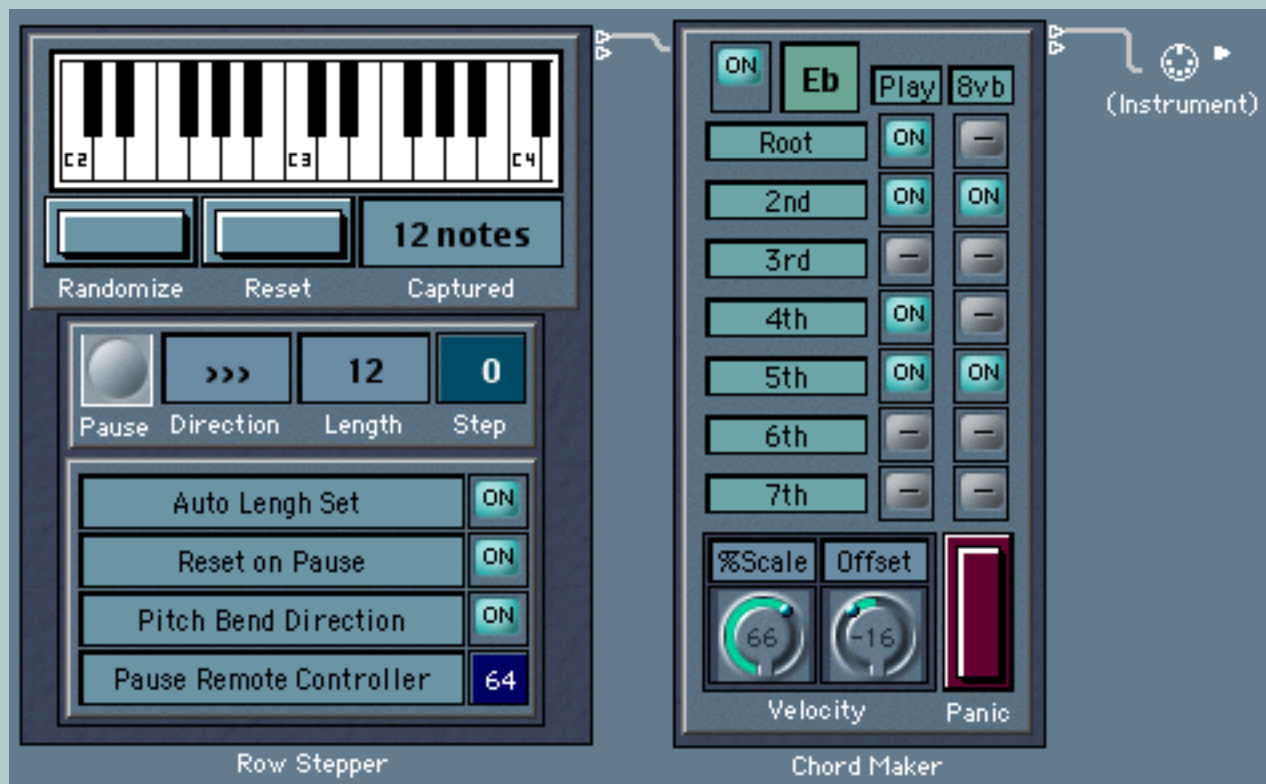 C2 C3 C4
12 notes
Randomize Reset Captured
>>> 12 0
Pause Direction Length Step
Auto Lengh Set ON
Reset on Pause ON
Pitch Bend Direction ON
Pause Remote Controller 64
Row Stepper
ON Eb Play 8vb
Root ON –
2nd ON ON
3rd – –
4th ON –
5th ON ON
6th – –
7th – –
%Scale Offset
66 -16
Velocity Panic
Chord Maker
(Instrument)